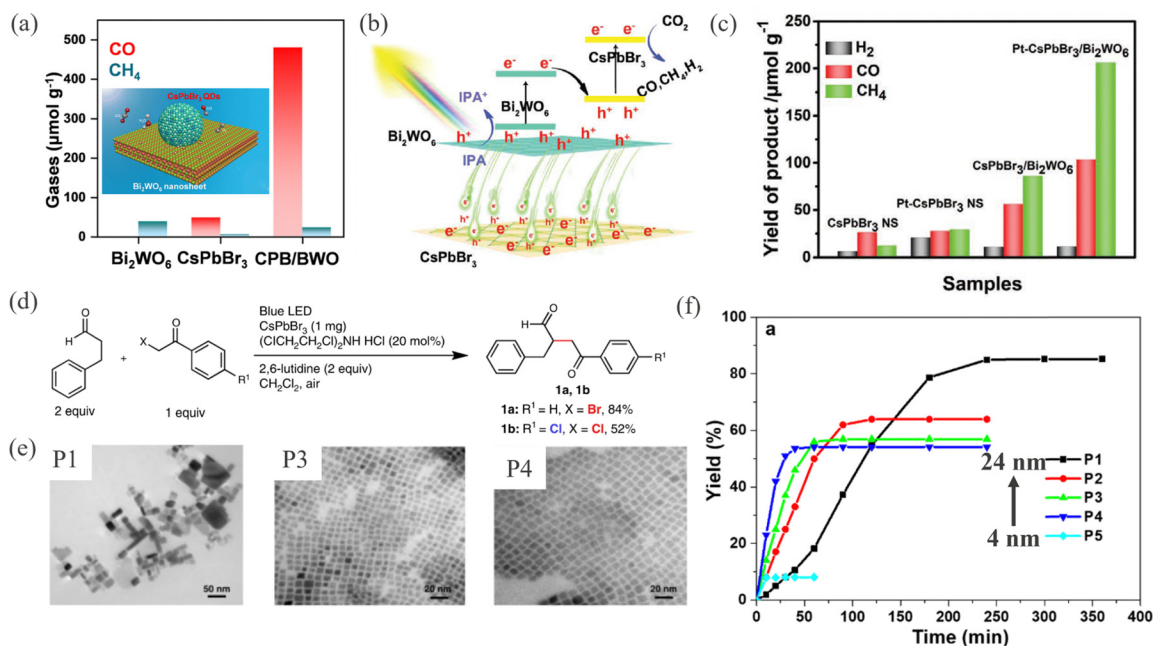 (a)
CO
CH4
500
400
300
200
100
0
Gases (μmol g-1)
CsPbBr3 QDs
Bi2WO6 nanosheet
Bi2WO6 CsPbBr3 CPB/BWO
(b)
e- e- CO2
e- e- CsPbBr3
CO,CH4,H2
IPA+
Bi2WO6
h+ h+
Bi2WO6 h+ h+ h+ h+ h+
IPA h+ h+
e- e- e- e- e- e-
h+ h+ h+ h+ h+ h+
e- e- e- e- e- e- e-
CsPbBr3
(c)
H2
CO
CH4
Pt-CsPbBr3/Bi2WO6
CsPbBr3/Bi2WO6
Pt-CsPbBr3 NS
CsPbBr3 NS
250
200
150
100
50
0
Yield of product /μmol g-1
Samples
(d)
O
H
2 equiv
+
X
O
R1
1 equiv
Blue LED
CsPbBr3 (1 mg)
(ClCH2CH2Cl)2NH HCl (20 mol%)
2,6-lutidine (2 equiv)
CH2Cl2, air
O H
O
R1
1a, 1b
1a: R1 = H, X = Br, 84%
1b: R1 = Cl, X = Cl, 52%
(e)
P1
50 nm
P3
20 nm
P4
20 nm
(f)
a
100
80
60
40
20
0
Yield (%)
24 nm
4 nm
P1
P2
P3
P4
P5
0 50 100 150 200 250 300 350 400
Time (min)